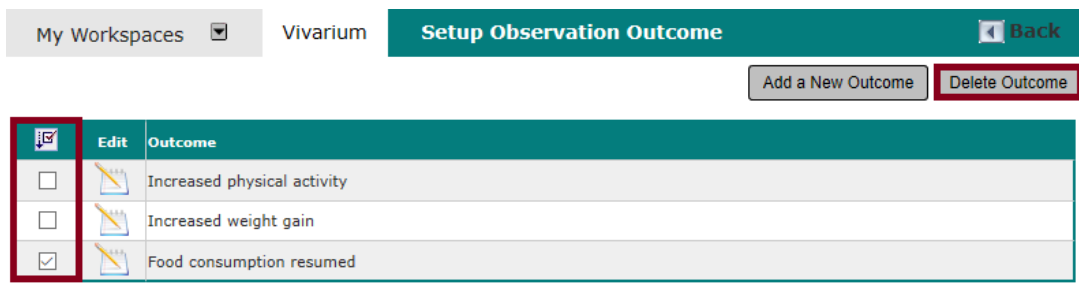 My Workspaces Vivarium Setup Observation Outcome Back
Add a New Outcome Delete Outcome
Edit Outcome
Increased physical activity
Increased weight gain
Food consumption resumed